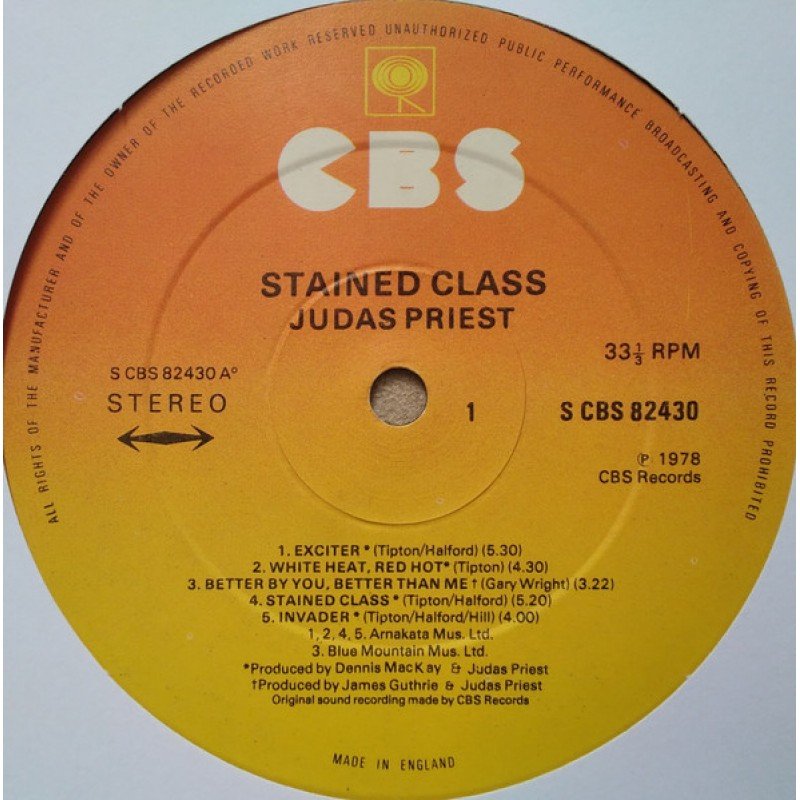 ALL RIGHTS OF THE MANUFACTURER AND OF THE OWNER OF THE RECORDED WORK RESERVED UNAUTHORIZED PUBLIC PERFORMANCE BROADCASTING AND COPYING OF THIS RECORD PROHIBITED
CBS
STAINED CLASS
JUDAS PRIEST
33⅓ RPM
S CBS 82430 Aº
STEREO
1
S CBS 82430
℗ 1978
CBS Records
1. EXCITER * (Tipton/Halford) (5.30)
2. WHITE HEAT, RED HOT* (Tipton) (4.30)
3. BETTER BY YOU, BETTER THAN ME † (Gary Wright) (3.22)
4. STAINED CLASS * (Tipton/Halford) (5.20)
5. INVADER * (Tipton/Halford/Hill) (4.00)
1, 2, 4, 5. Arnakata Mus. Ltd.
3. Blue Mountain Mus. Ltd.
*Produced by Dennis MacKay & Judas Priest
†Produced by James Guthrie & Judas Priest
Original sound recording made by CBS Records
MADE IN ENGLAND